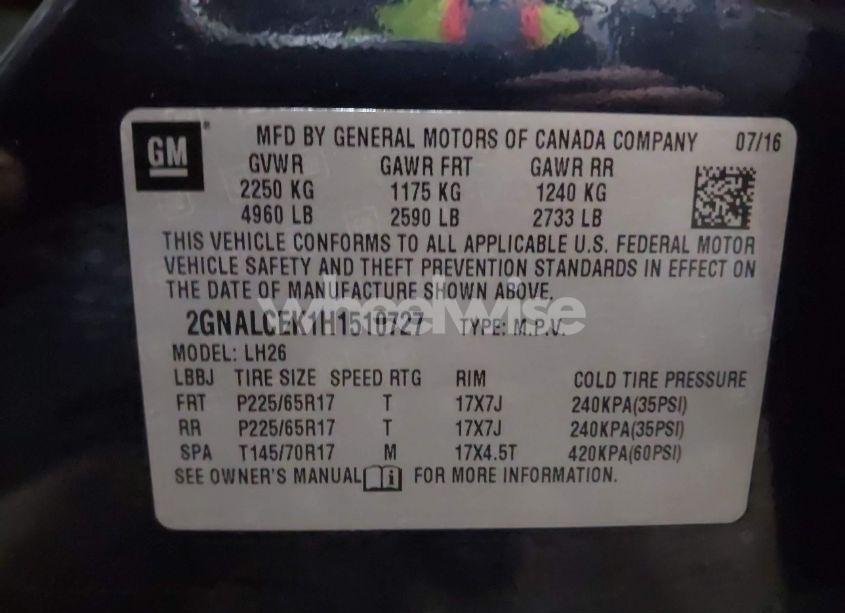 GM ® MFD BY GENERAL MOTORS OF CANADA COMPANY 07/16
GVWR GAWR FRT GAWR RR
2250 KG 1175 KG 1240 KG
4960 LB 2590 LB 2733 LB
THIS VEHICLE CONFORMS TO ALL APPLICABLE U.S. FEDERAL MOTOR
VEHICLE SAFETY AND THEFT PREVENTION STANDARDS IN EFFECT ON
THE DATE OF MANUFACTURE SHOWN ABOVE.
wheelwise
2GNALCEK1H1510727 TYPE: M.P.V.
MODEL: LH26
LBBJ TIRE SIZE SPEED RTG RIM COLD TIRE PRESSURE
FRT P225/65R17 T 17X7J 240KPA(35PSI)
RR P225/65R17 T 17X7J 240KPA(35PSI)
SPA T145/70R17 M 17X4.5T 420KPA(60PSI)
SEE OWNER'S MANUAL i FOR MORE INFORMATION.